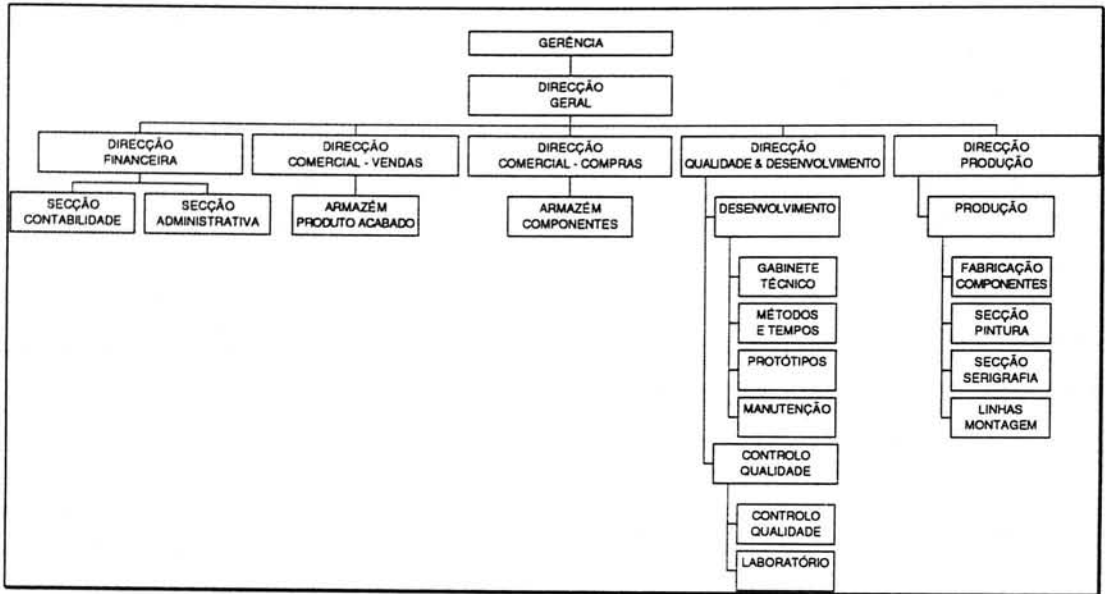 GERÊNCIA
DIRECÇÃO
GERAL
DIRECÇÃO
FINANCEIRA
DIRECÇÃO
COMERCIAL - VENDAS
DIRECÇÃO
COMERCIAL - COMPRAS
DIRECÇÃO
QUALIDADE & DESENVOLVIMENTO
DIRECÇÃO
PRODUÇÃO
SECÇÃO
CONTABILIDADE
SECÇÃO
ADMINISTRATIVA
ARMAZÉM
PRODUTO ACABADO
ARMAZÉM
COMPONENTES
DESENVOLVIMENTO
GABINETE
TÉCNICO
MÉTODOS
E TEMPOS
PROTÓTIPOS
MANUTENÇÃO
CONTROLO
QUALIDADE
CONTROLO
QUALIDADE
LABORATÓRIO
PRODUÇÃO
FABRICAÇÃO
COMPONENTES
SECÇÃO
PINTURA
SECÇÃO
SERIGRAFIA
LINHAS
MONTAGEM